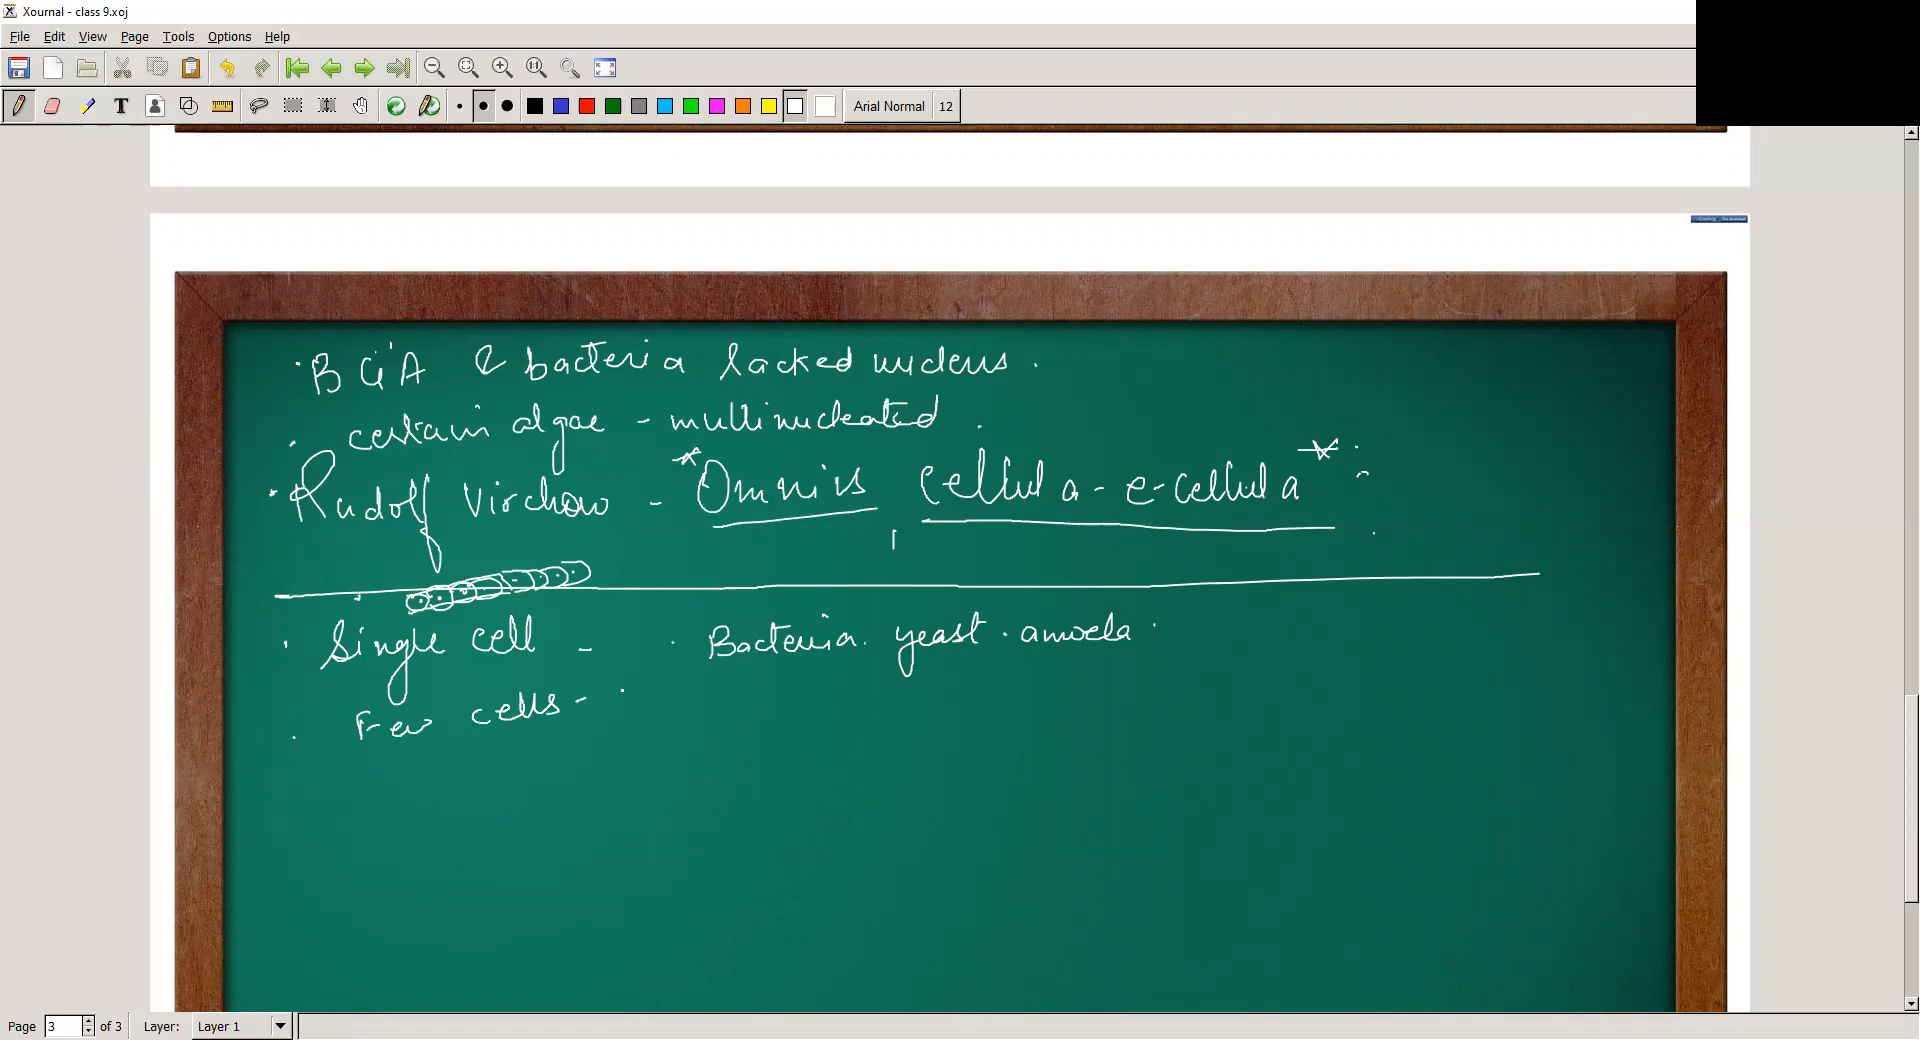 Xournal - class 9.xoj
File Edit View Page Tools Options Help
Arial Normal 12
· BGA & bacteria lacked nucleus.
· certain algae - multinucleated.
· Rudolf Virchow - *Omnis cellula - e - cellula*
· Single cell - · Bacteria. yeast. amoeba.
· Few cells - ·
Page 3 of 3 Layer: Layer 1